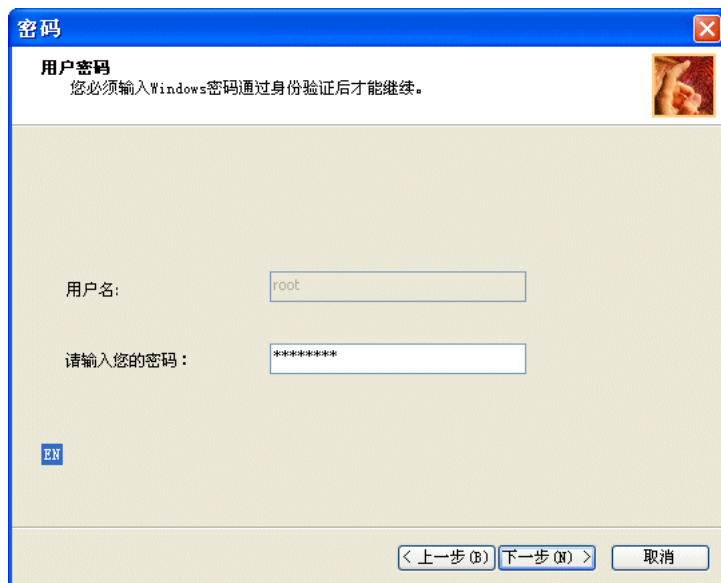 密码
用户密码
您必须输入Windows密码通过身份验证后才能继续。
用户名:
root
请输入您的密码：
********
EN
< 上一步(B)
下一步(N) >
取消